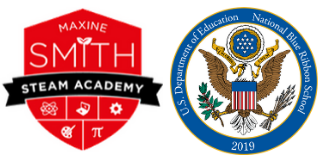 MAXINE
SMITH
STEAM ACADEMY
π
U.S. Department of Education
National Blue Ribbon School
2019